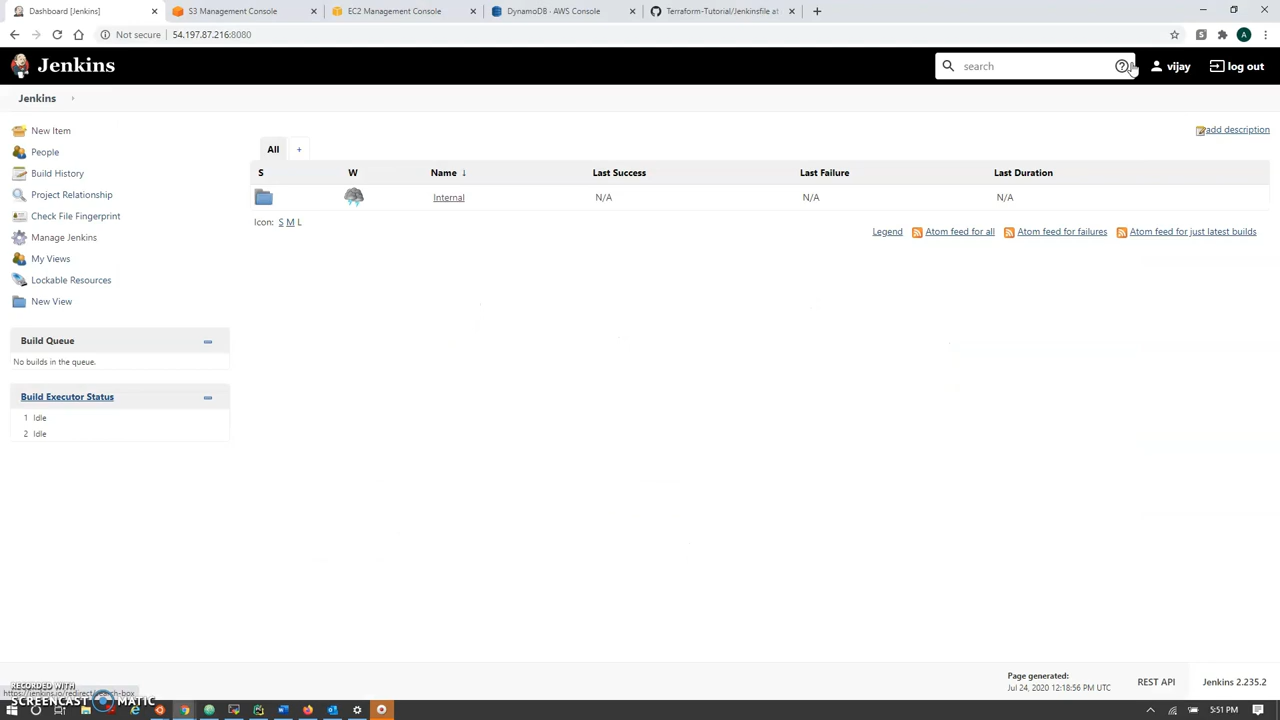 Dashboard [Jenkins]
S3 Management Console
EC2 Management Console
DynamoDB - AWS Console
Terraform-Tutorial/Jenkinsfile at
Not secure
54.197.87.216:8080
A
Jenkins
search
vijay
log out
Jenkins
New Item
People
Build History
Project Relationship
Check File Fingerprint
Manage Jenkins
My Views
Lockable Resources
New View
Build Queue
No builds in the queue.
Build Executor Status
1 Idle
2 Idle
add description
All +
S W Name ↓ Last Success Last Failure Last Duration
Internal N/A N/A N/A
Icon: S M L
Legend Atom feed for all Atom feed for failures Atom feed for just latest builds
Page generated:
Jul 24, 2020 12:18:56 PM UTC
REST API
Jenkins 2.235.2
https://jenkins.io/redirect/search-box
RECORDED WITH
SCREENCAST MATIC
5:51 PM